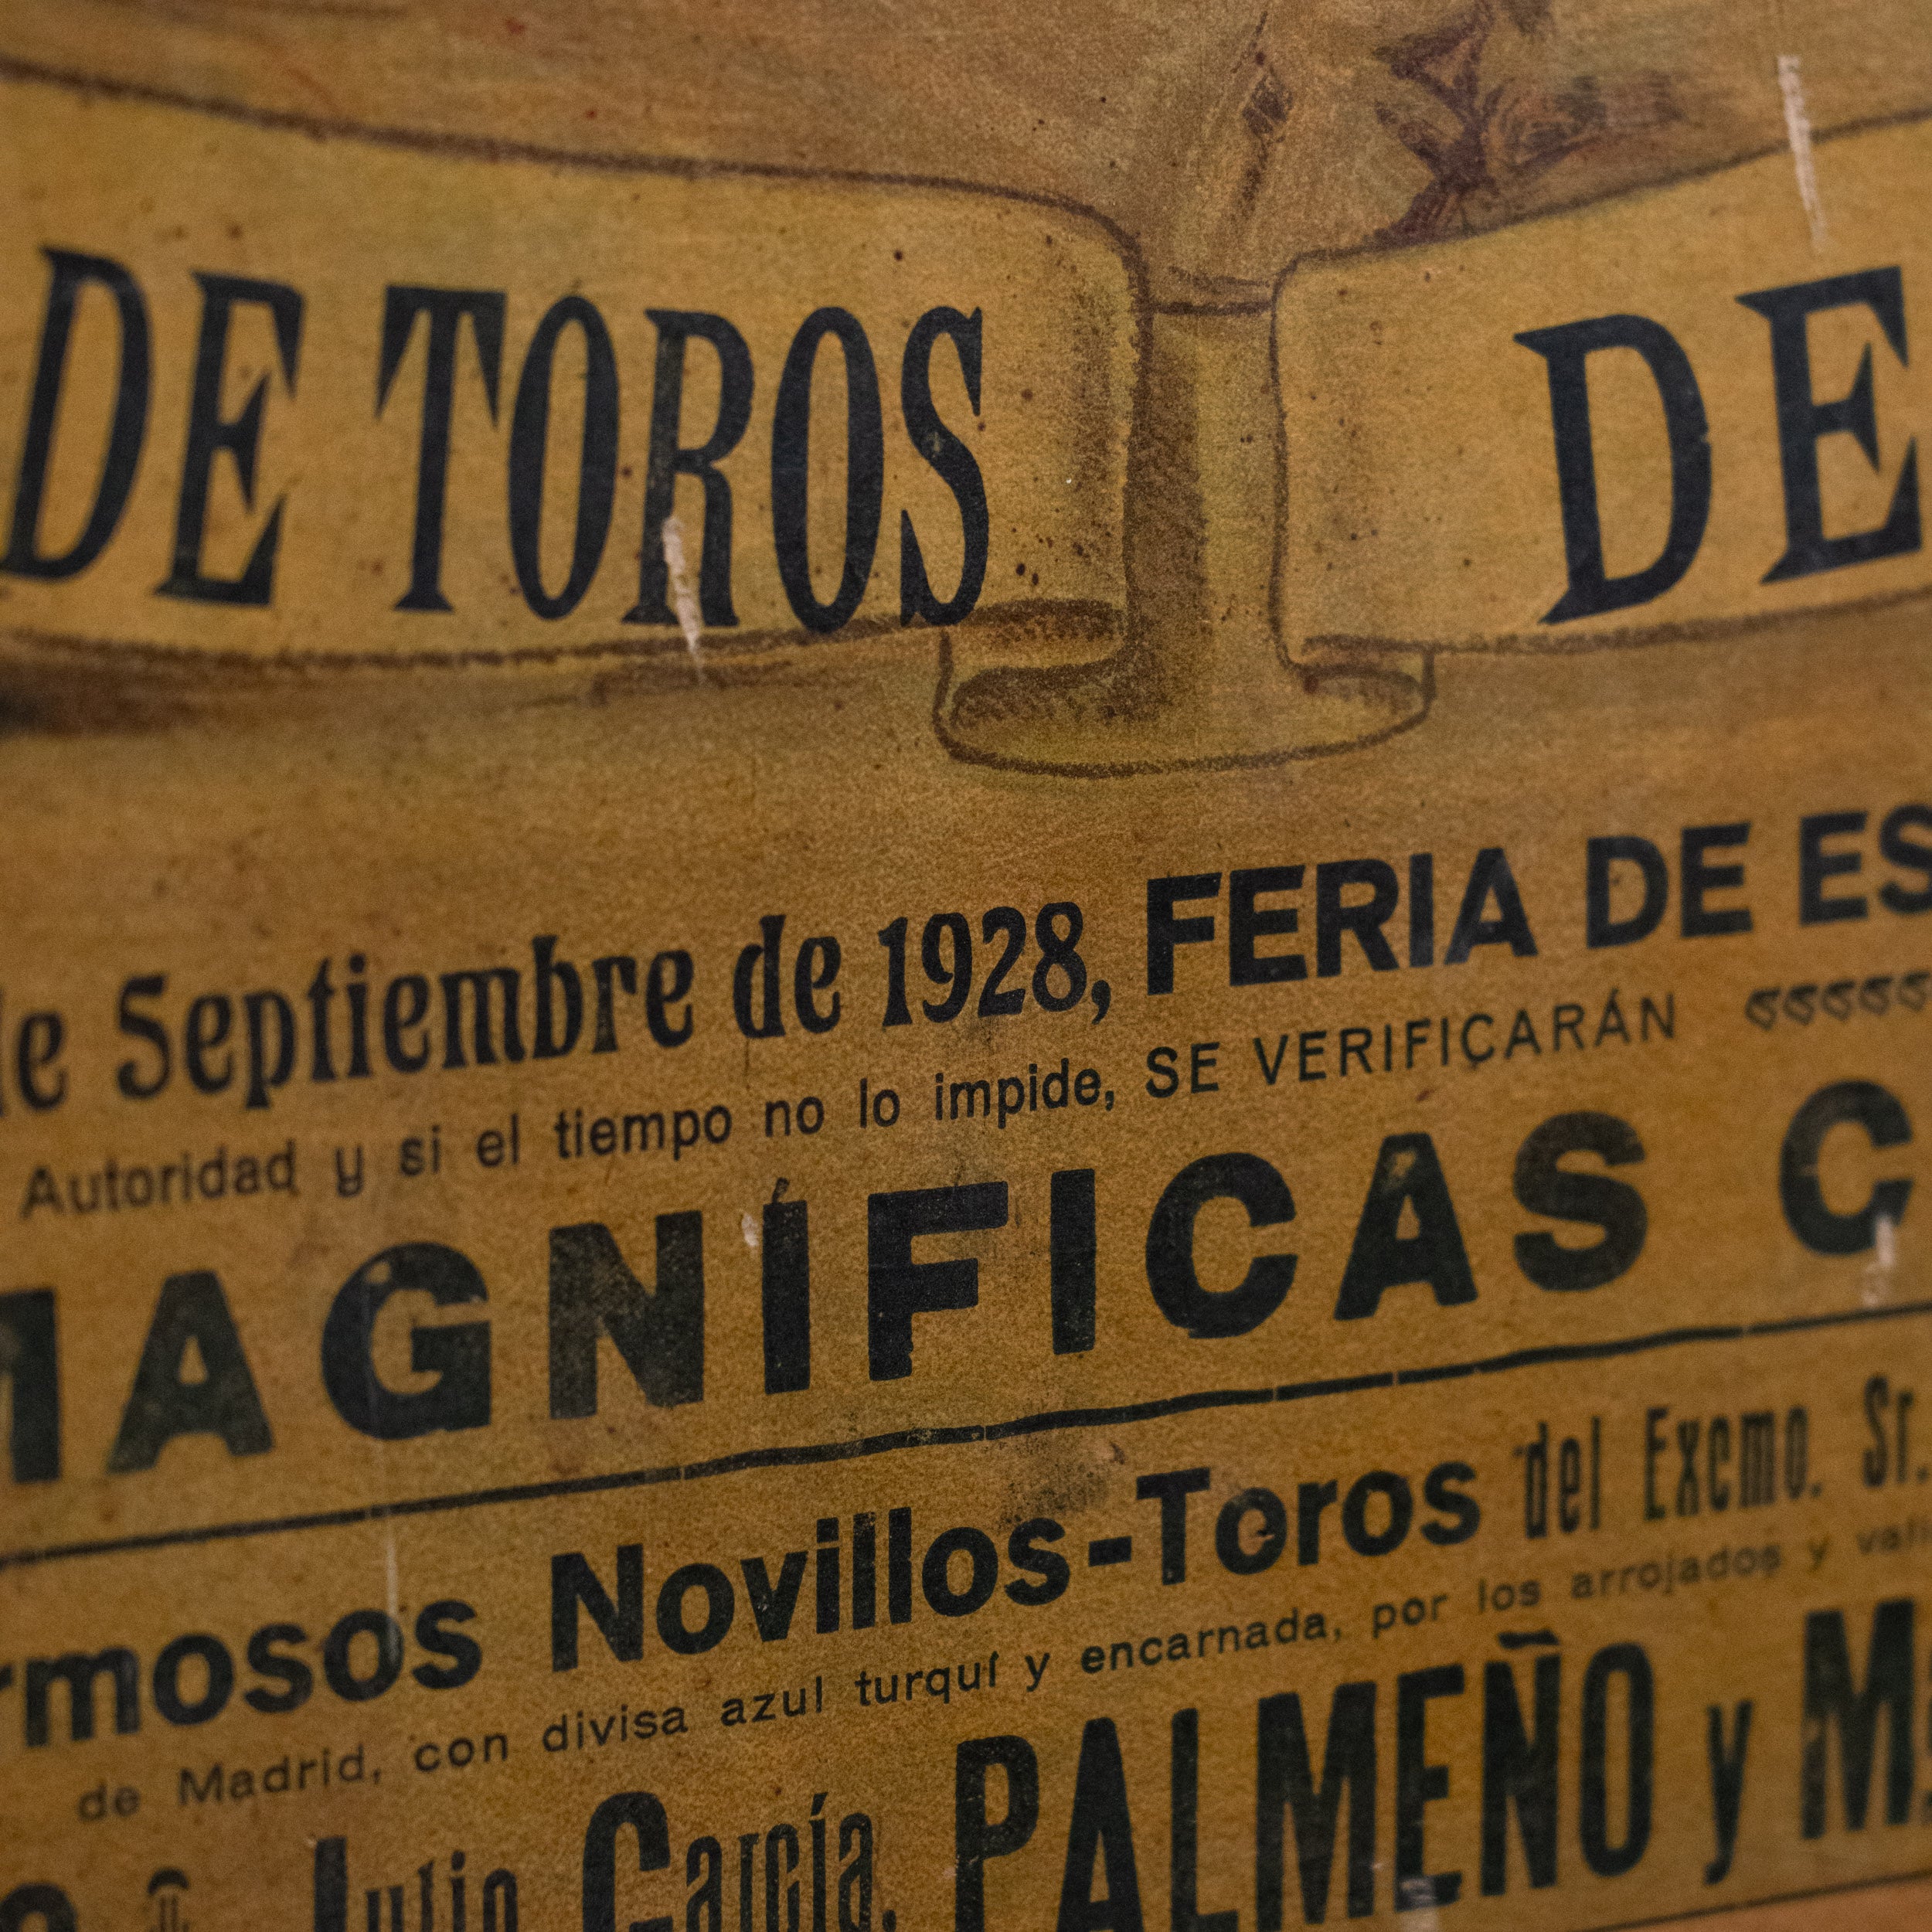 DE TOROS DE
de Septiembre de 1928, FERIA DE ES
Autoridad y si el tiempo no lo impide, SE VERIFICARÁN
MAGNÍFICAS C
rmosos Novillos-Toros del Excmo. Sr.
de Madrid, con divisa azul turquí y encarnada, por los arrojados y vali
Julio García, PALMEÑO y M